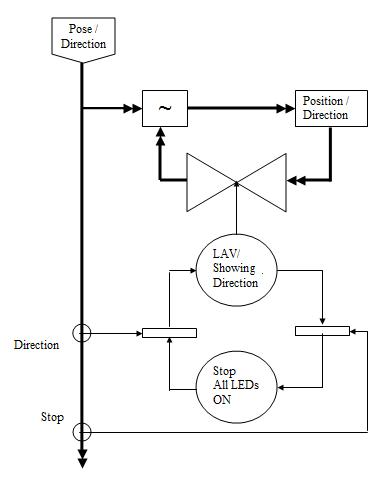 Pose /
Direction
~
Position /
Direction
LAV/
Showing
Direction
Direction
Stop
All LEDs
ON
Stop